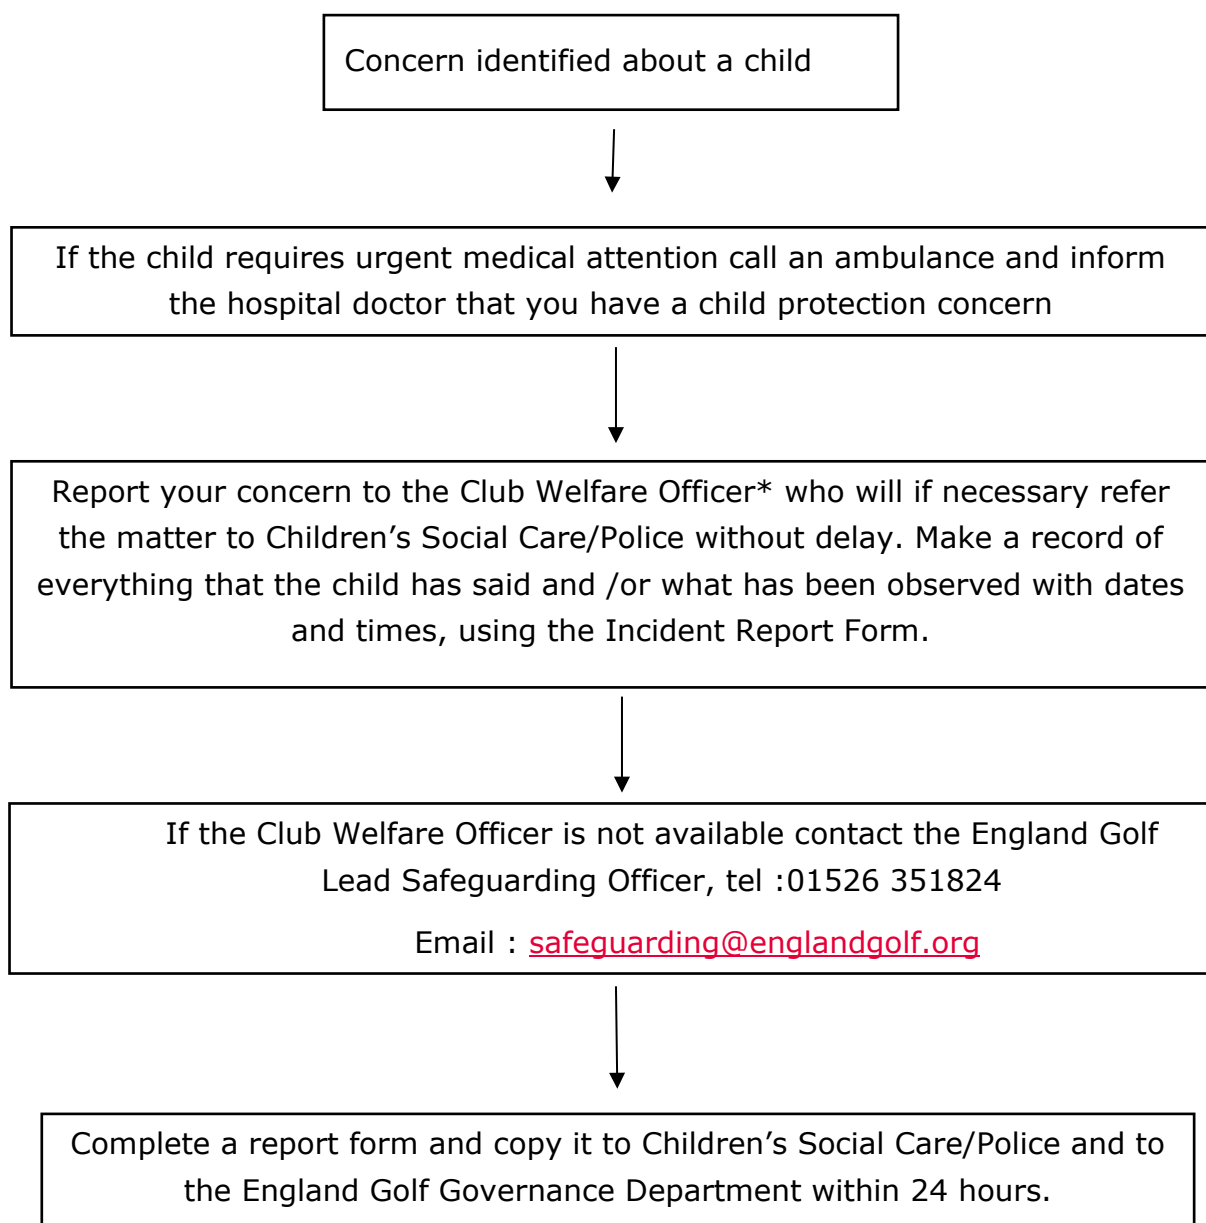 Concern identified about a child
If the child requires urgent medical attention call an ambulance and inform
the hospital doctor that you have a child protection concern
Report your concern to the Club Welfare Officer* who will if necessary refer
the matter to Children’s Social Care/Police without delay. Make a record of
everything that the child has said and /or what has been observed with dates
and times, using the Incident Report Form.
If the Club Welfare Officer is not available contact the England Golf
Lead Safeguarding Officer, tel :01526 351824
Email : safeguarding@englandgolf.org
Complete a report form and copy it to Children’s Social Care/Police and to
the England Golf Governance Department within 24 hours.